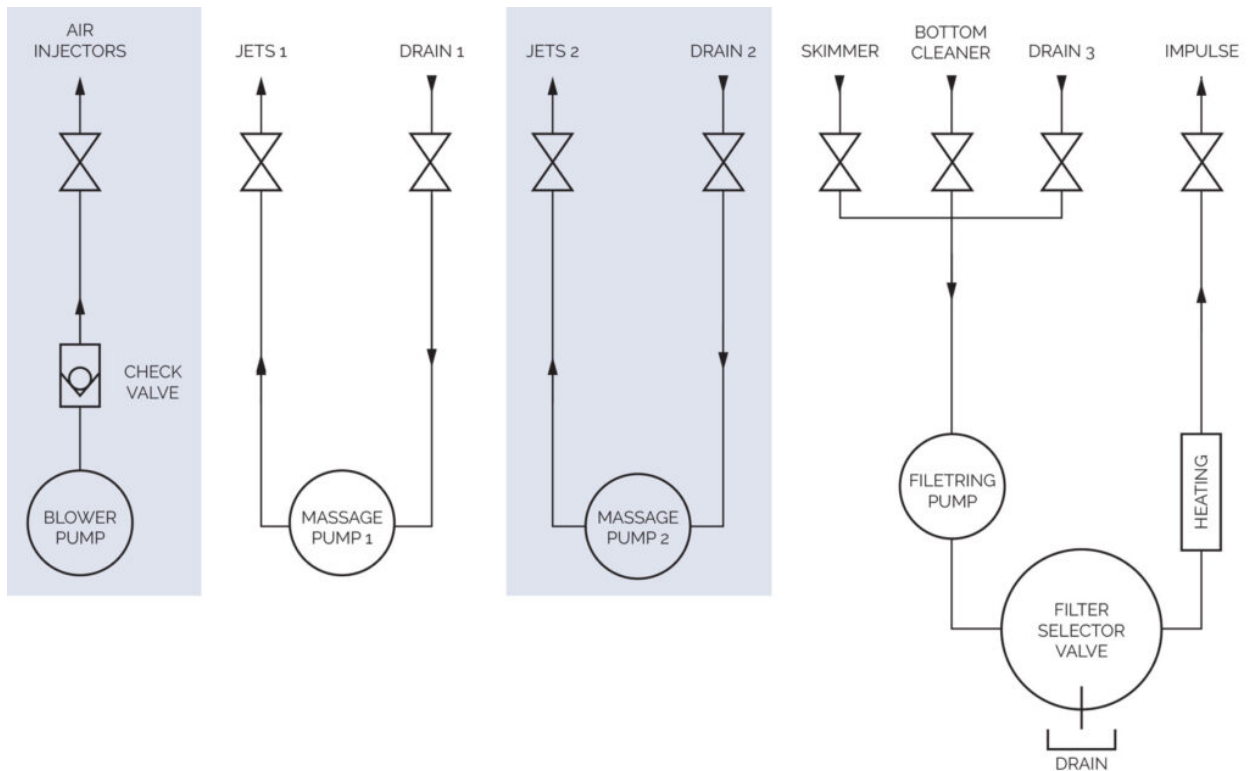 AIR
INJECTORS
JETS 1
DRAIN 1
JETS 2
DRAIN 2
SKIMMER
BOTTOM
CLEANER
DRAIN 3
IMPULSE
CHECK
VALVE
BLOWER
PUMP
MASSAGE
PUMP 1
MASSAGE
PUMP 2
FILETRING
PUMP
HEATING
FILTER
SELECTOR
VALVE
DRAIN